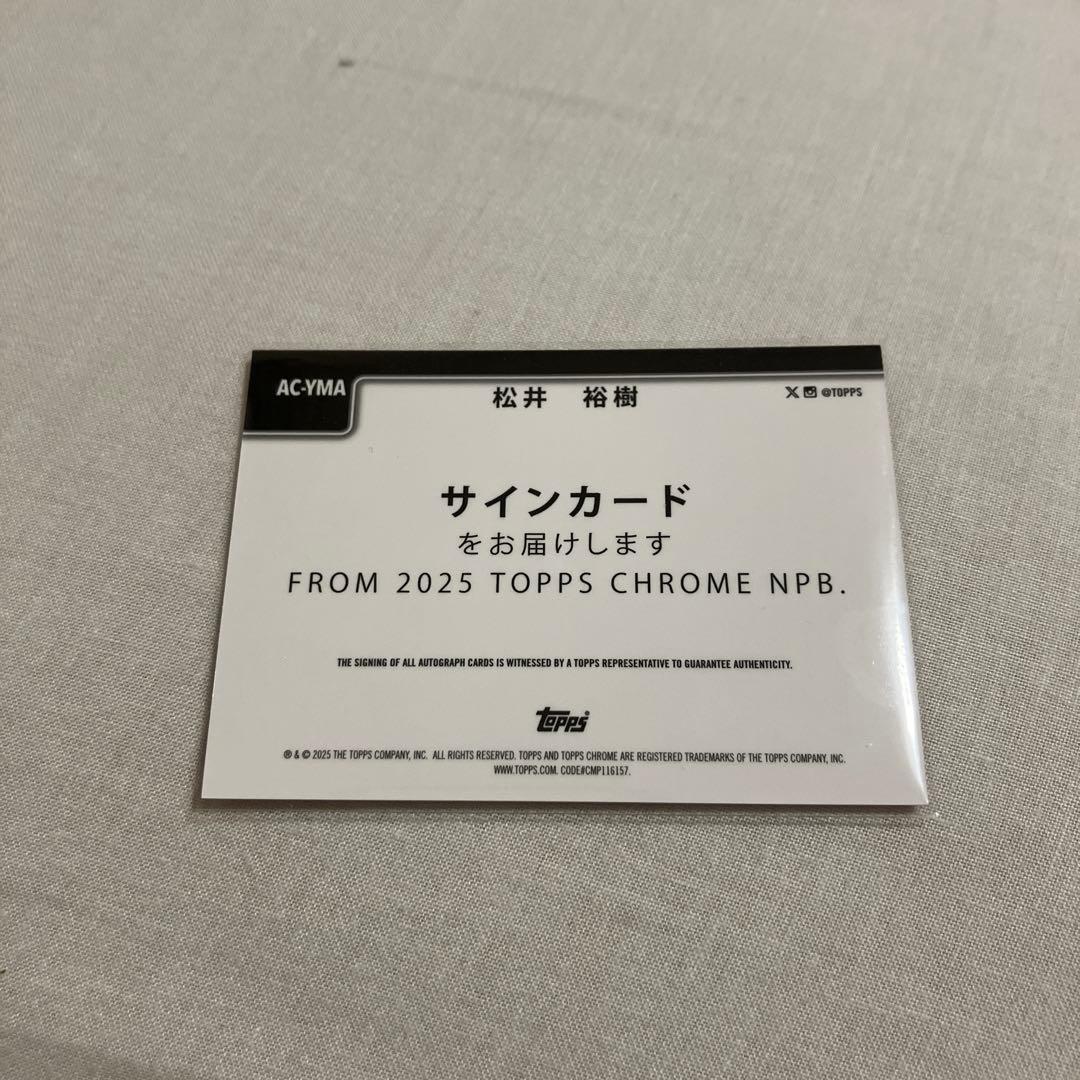 AC-YMA
松井　裕樹
X @TOPPS
サインカード
をお届けします
FROM 2025 TOPPS CHROME NPB.
THE SIGNING OF ALL AUTOGRAPH CARDS IS WITNESSED BY A TOPPS REPRESENTATIVE TO GUARANTEE AUTHENTICITY.
topps®
® & © 2025 THE TOPPS COMPANY, INC. ALL RIGHTS RESERVED. TOPPS AND TOPPS CHROME ARE REGISTERED TRADEMARKS OF THE TOPPS COMPANY, INC.
WWW.TOPPS.COM. CODE#CMP116157.